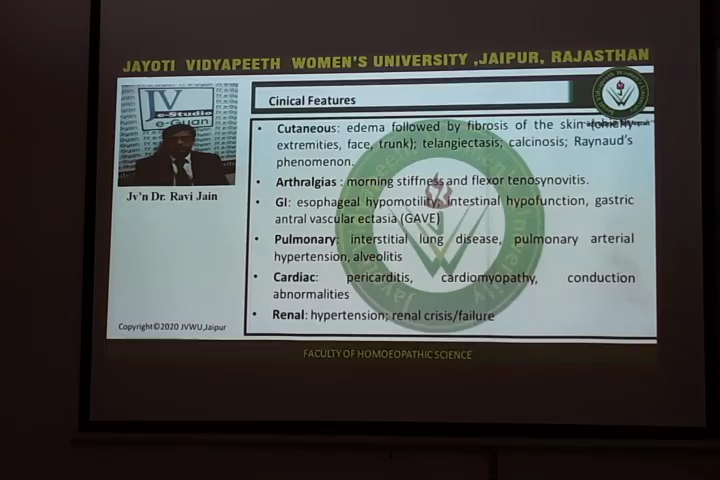 JAYOTI VIDYAPEETH WOMEN'S UNIVERSITY ,JAIPUR, RAJASTHAN
JV
e-Studio
e-Gyan
Jv'n Dr. Ravi Jain
Copyright©2020 JVWU,Jaipur
Cinical Features
• Cutaneous: edema followed by fibrosis of the skin
extremities, face, trunk); telangiectasis; calcinosis; Raynaud's
phenomenon.
• Arthralgias : morning stiffness and flexor tenosynovitis.
• GI: esophageal hypomotility; intestinal hypofunction, gastric
antral vascular ectasia (GAVE)
• Pulmonary: interstitial lung disease, pulmonary arterial
hypertension, alveolitis
• Cardiac: pericarditis, cardiomyopathy, conduction
abnormalities
• Renal: hypertension; renal crisis/failure
FACULTY OF HOMOEOPATHIC SCIENCE